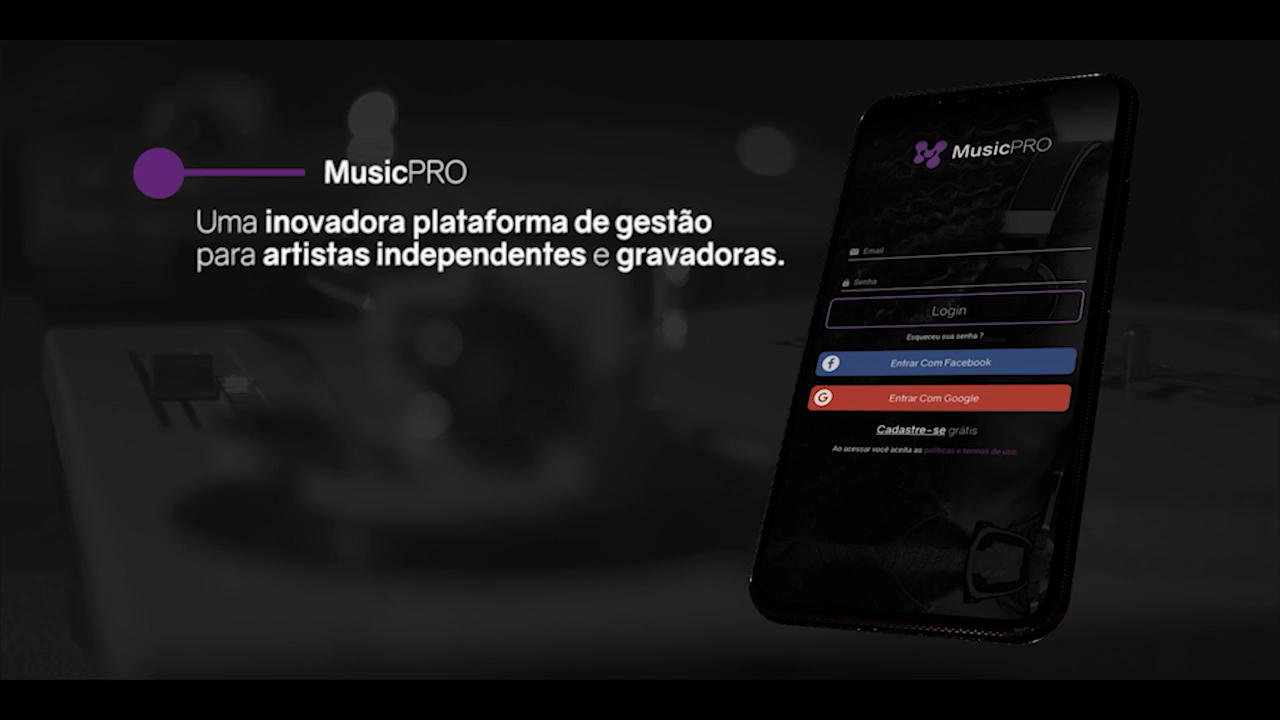 MusicPRO
Uma inovadora plataforma de gestão
para artistas independentes e gravadoras.
MusicPRO
Email
Senha
Login
Esqueceu sua senha ?
Entrar Com Facebook
Entrar Com Google
Cadastre-se grátis
Ao acessar você aceita as políticas e termos de uso.